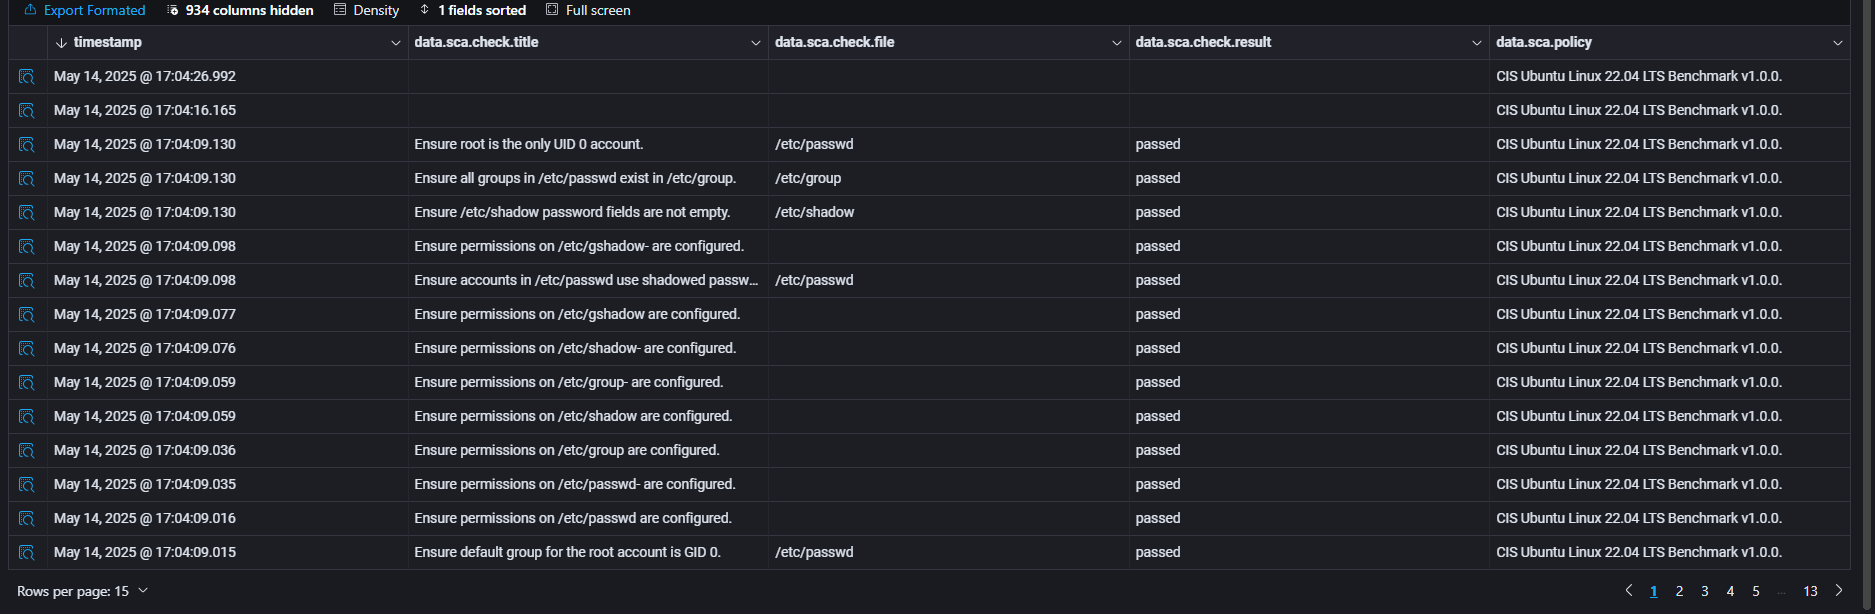 Export Formatted 934 columns hidden Density 1 fields sorted Full screen
timestamp data.sca.check.title data.sca.check.file data.sca.check.result data.sca.policy
May 14, 2025 @ 17:04:26.992 CIS Ubuntu Linux 22.04 LTS Benchmark v1.0.0.
May 14, 2025 @ 17:04:16.165 CIS Ubuntu Linux 22.04 LTS Benchmark v1.0.0.
May 14, 2025 @ 17:04:09.130 Ensure root is the only UID 0 account. /etc/passwd passed CIS Ubuntu Linux 22.04 LTS Benchmark v1.0.0.
May 14, 2025 @ 17:04:09.130 Ensure all groups in /etc/passwd exist in /etc/group. /etc/group passed CIS Ubuntu Linux 22.04 LTS Benchmark v1.0.0.
May 14, 2025 @ 17:04:09.130 Ensure /etc/shadow password fields are not empty. /etc/shadow passed CIS Ubuntu Linux 22.04 LTS Benchmark v1.0.0.
May 14, 2025 @ 17:04:09.098 Ensure permissions on /etc/gshadow- are configured. passed CIS Ubuntu Linux 22.04 LTS Benchmark v1.0.0.
May 14, 2025 @ 17:04:09.098 Ensure accounts in /etc/passwd use shadowed passw... /etc/passwd passed CIS Ubuntu Linux 22.04 LTS Benchmark v1.0.0.
May 14, 2025 @ 17:04:09.077 Ensure permissions on /etc/gshadow are configured. passed CIS Ubuntu Linux 22.04 LTS Benchmark v1.0.0.
May 14, 2025 @ 17:04:09.076 Ensure permissions on /etc/shadow- are configured. passed CIS Ubuntu Linux 22.04 LTS Benchmark v1.0.0.
May 14, 2025 @ 17:04:09.059 Ensure permissions on /etc/group- are configured. passed CIS Ubuntu Linux 22.04 LTS Benchmark v1.0.0.
May 14, 2025 @ 17:04:09.059 Ensure permissions on /etc/shadow are configured. passed CIS Ubuntu Linux 22.04 LTS Benchmark v1.0.0.
May 14, 2025 @ 17:04:09.036 Ensure permissions on /etc/group are configured. passed CIS Ubuntu Linux 22.04 LTS Benchmark v1.0.0.
May 14, 2025 @ 17:04:09.035 Ensure permissions on /etc/passwd- are configured. passed CIS Ubuntu Linux 22.04 LTS Benchmark v1.0.0.
May 14, 2025 @ 17:04:09.016 Ensure permissions on /etc/passwd are configured. passed CIS Ubuntu Linux 22.04 LTS Benchmark v1.0.0.
May 14, 2025 @ 17:04:09.015 Ensure default group for the root account is GID 0. /etc/passwd passed CIS Ubuntu Linux 22.04 LTS Benchmark v1.0.0.
Rows per page: 15 1 2 3 4 5 ... 13